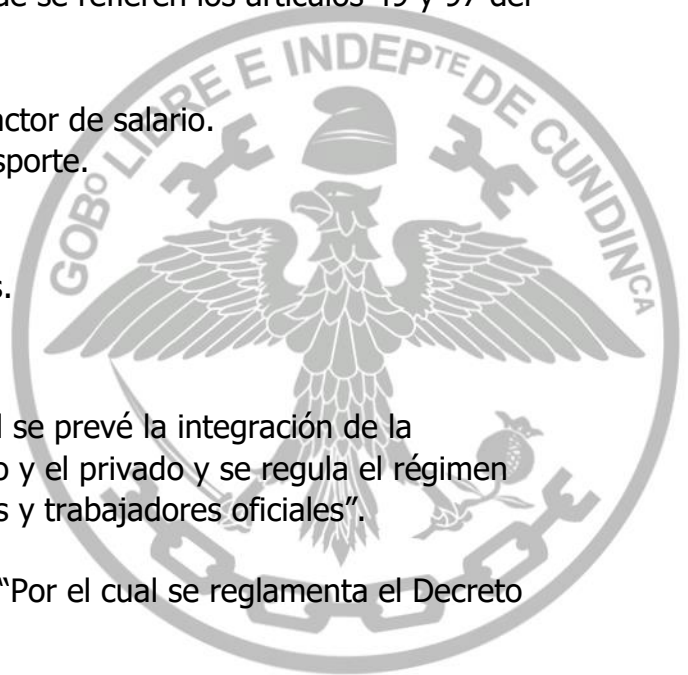 se refieren los artículos 49 y 97 del
actor de salario.
sporte.
s.
se prevé la integración de la
o y el privado y se regula el régimen
s y trabajadores oficiales”.
“Por el cual se reglamenta el Decreto
GOBº LIBRE E INDEPTE DE CUNDINCA